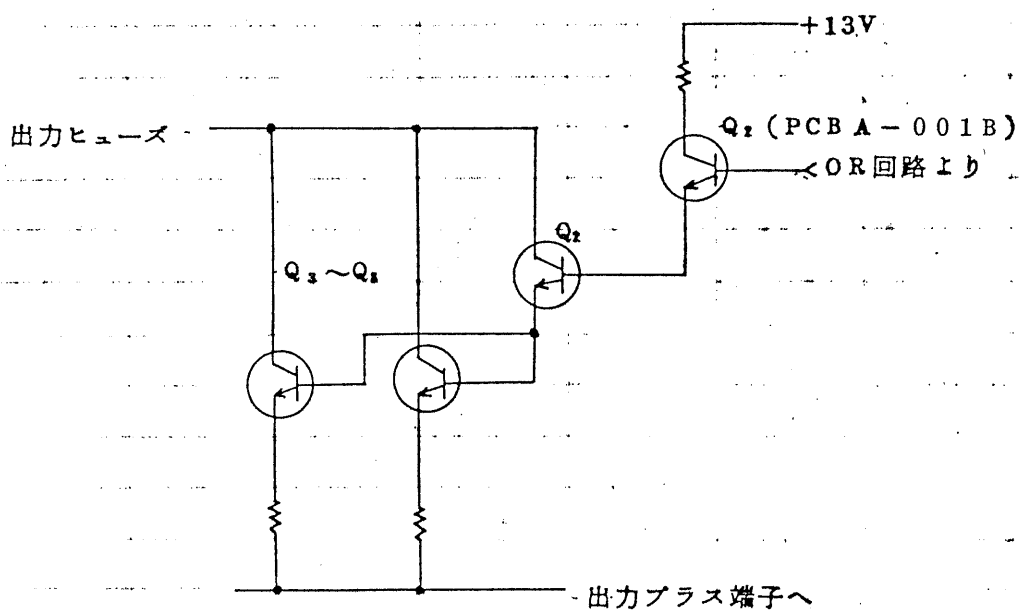 +13V
出力ヒューズ
Q₂ (PCB A-001B)
OR回路より
Q₂
Q₃～Q₈
出力プラス端子へ